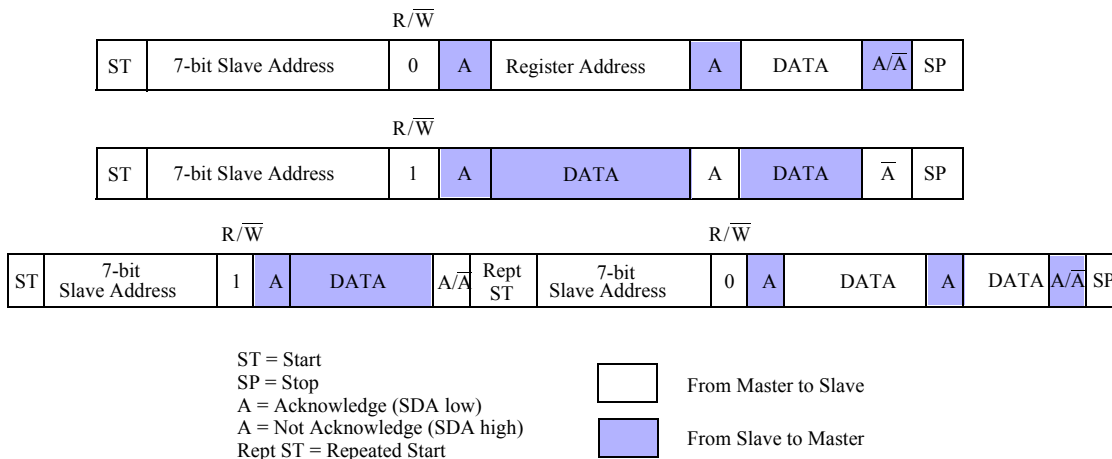 R/W̅
ST 7-bit Slave Address 0 A Register Address A DATA A/A̅ SP
R/W̅
ST 7-bit Slave Address 1 A DATA A DATA A̅ SP
R/W̅ R/W̅
ST 7-bit Slave Address 1 A DATA A/A̅ Rept ST 7-bit Slave Address 0 A DATA A DATA A/A̅ SP
ST = Start
SP = Stop
A = Acknowledge (SDA low)
A = Not Acknowledge (SDA high)
Rept ST = Repeated Start
From Master to Slave
From Slave to Master